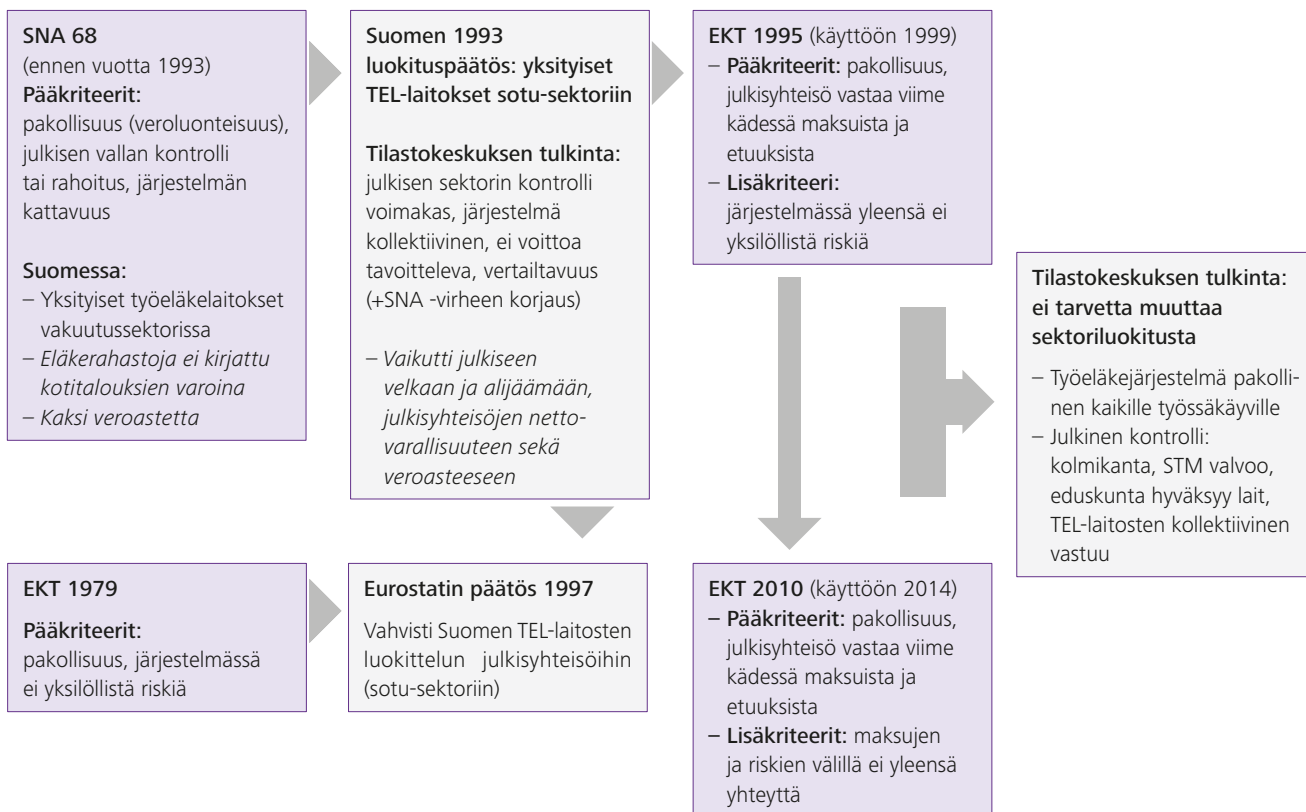 SNA 68
(ennen vuotta 1993)
Pääkriteerit:
pakollisuus (veroluonteisuus),
julkisen vallan kontrolli
tai rahoitus, järjestelmän
kattavuus
Suomessa:
– Yksityiset työeläkelaitokset
vakuutussektorissa
– Eläkerahastoja ei kirjattu
kotitalouksien varoina
– Kaksi veroastetta
Suomen 1993
luokituspäätös: yksityiset
TEL-laitokset sotu-sektoriin
Tilastokeskuksen tulkinta:
julkisen sektorin kontrolli
voimakas, järjestelmä
kollektiivinen, ei voittoa
tavoitteleva, vertailtavuus
(+SNA -virheen korjaus)
– Vaikutti julkiseen
velkaan ja alijäämään,
julkisyhteisöjen netto-
varallisuuteen sekä
veroasteeseen
EKT 1995 (käyttöön 1999)
– Pääkriteerit: pakollisuus,
julkisyhteisö vastaa viime
kädessä maksuista ja
etuuksista
– Lisäkriteeri:
järjestelmässä yleensä ei
yksilöllistä riskiä
Tilastokeskuksen tulkinta:
ei tarvetta muuttaa
sektoriluokitusta
– Työeläkejärjestelmä pakolli-
nen kaikille työssäkäyville
– Julkinen kontrolli:
kolmikanta, STM valvoo,
eduskunta hyväksyy lait,
TEL-laitosten kollektiivinen
vastuu
EKT 1979
Pääkriteerit:
pakollisuus, järjestelmässä
ei yksilöllistä riskiä
Eurostatin päätös 1997
Vahvisti Suomen TEL-laitosten
luokittelun julkisyhteisöihin
(sotu-sektoriin)
EKT 2010 (käyttöön 2014)
– Pääkriteerit: pakollisuus,
julkisyhteisö vastaa viime
kädessä maksuista ja
etuuksista
– Lisäkriteerit: maksujen
ja riskien välillä ei yleensä
yhteyttä